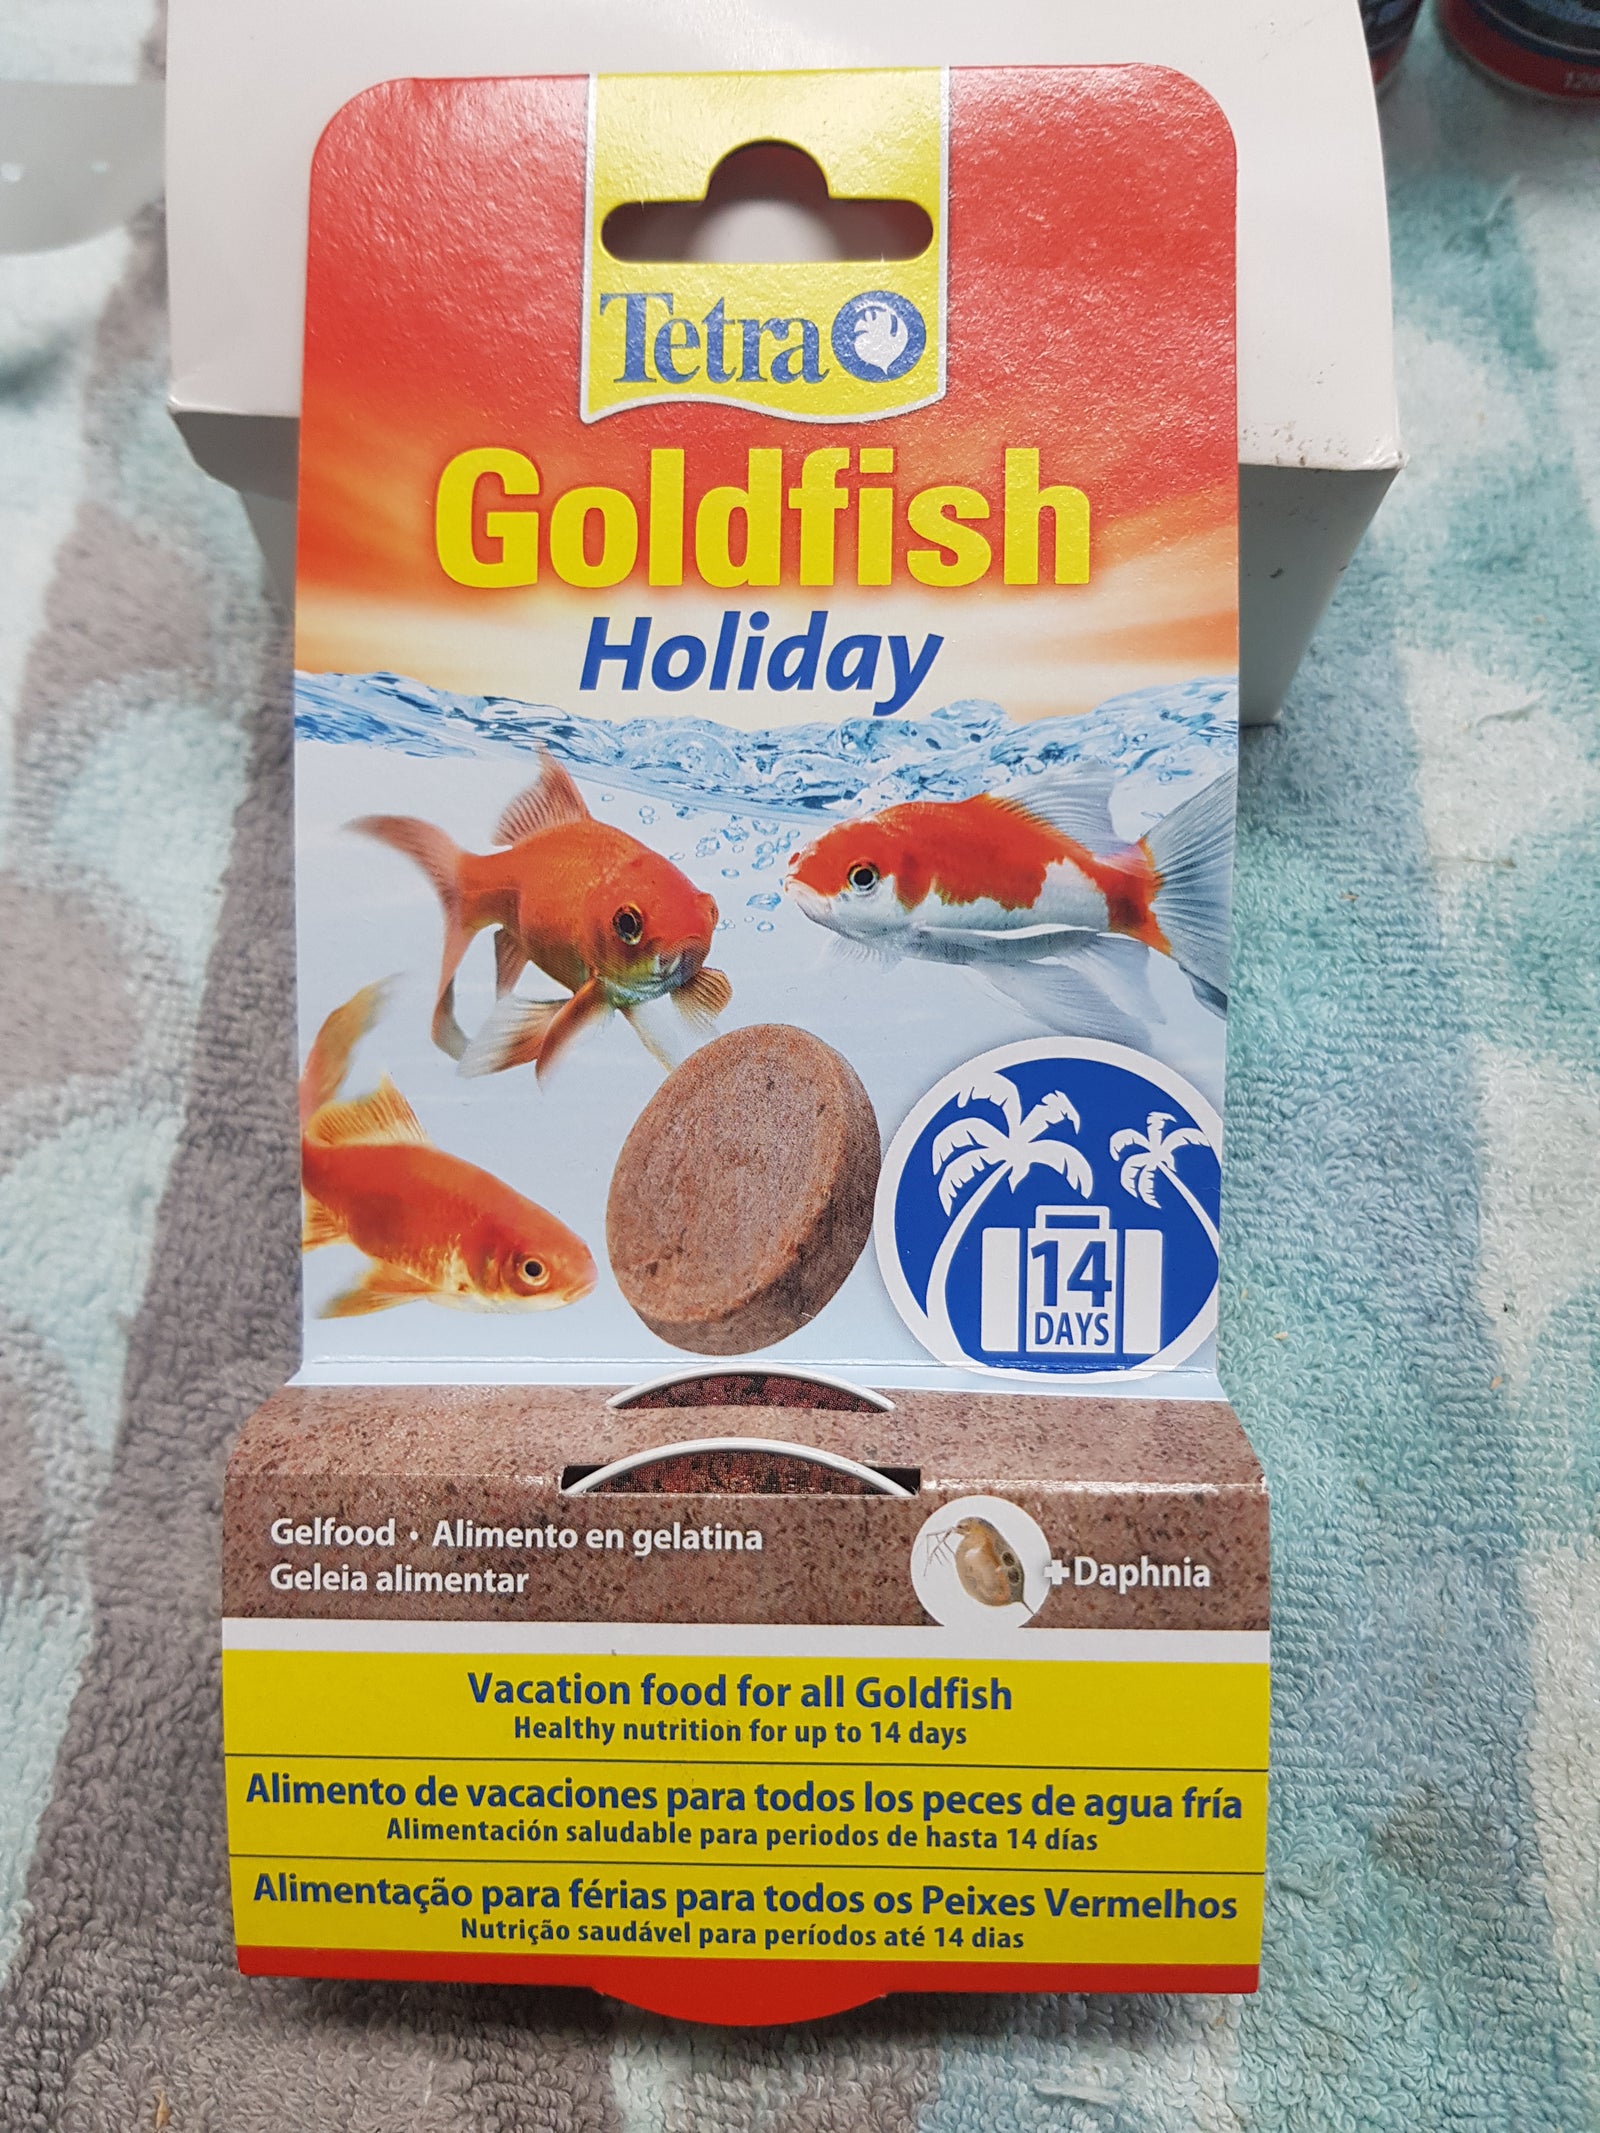 Tetra
Goldfish
Holiday
14
DAYS
Gelfood • Alimento en gelatina
Geleia alimentar
+Daphnia
Vacation food for all Goldfish
Healthy nutrition for up to 14 days
Alimento de vacaciones para todos los peces de agua fría
Alimentación saludable para periodos de hasta 14 días
Alimentação para férias para todos os Peixes Vermelhos
Nutrição saudável para períodos até 14 dias